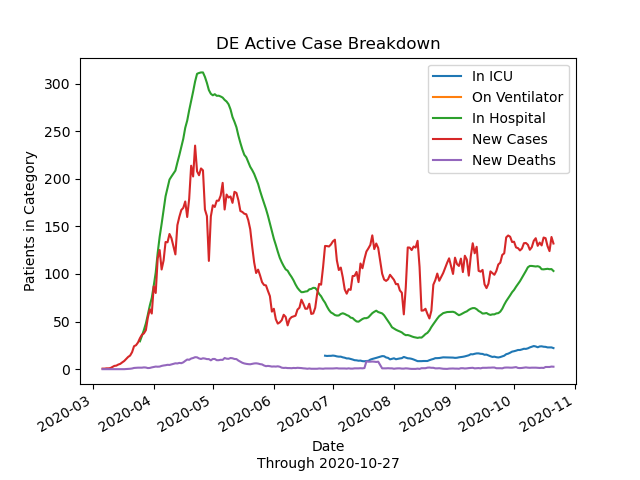 DE Active Case Breakdown
In ICU
On Ventilator
In Hospital
New Cases
New Deaths
Patients in Category
300
250
200
150
100
50
0
2020-03
2020-04
2020-05
2020-06
2020-07
2020-08
2020-09
2020-10
2020-11
Date
Through 2020-10-27